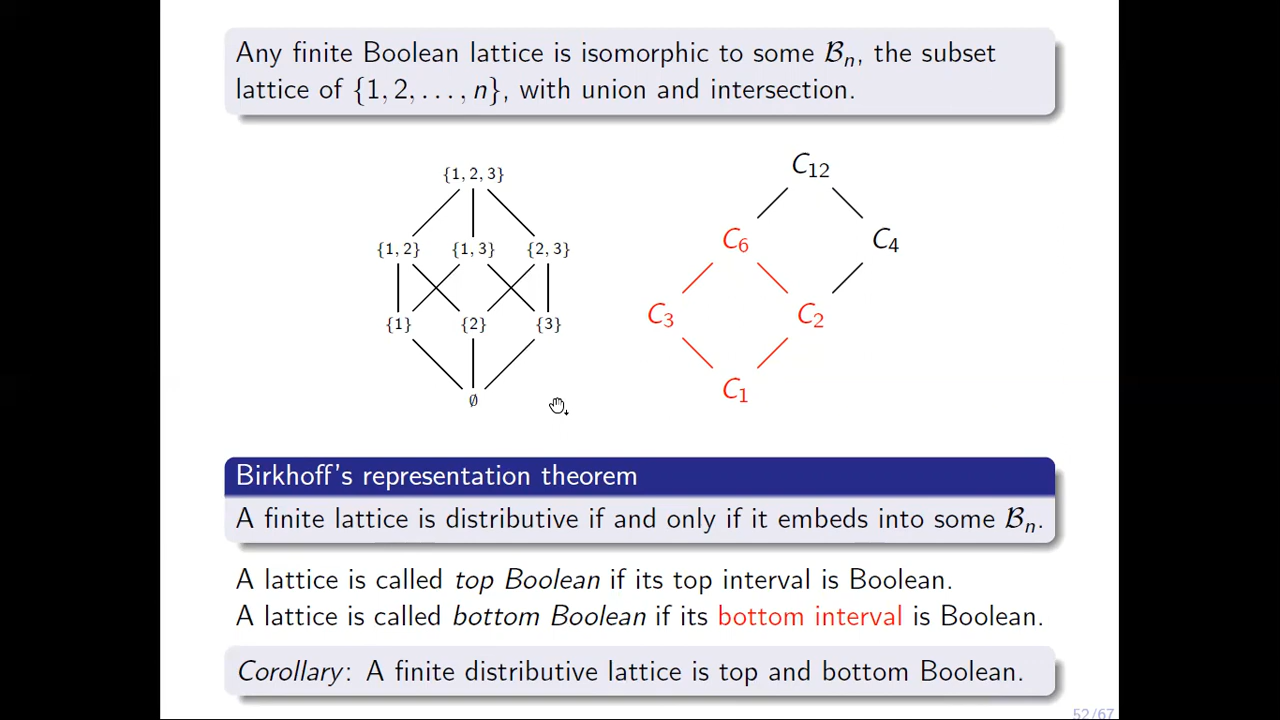 Any finite Boolean lattice is isomorphic to some ℬₙ, the subset
lattice of {1, 2, . . . , n}, with union and intersection.
{1, 2, 3}
{1, 2} {1, 3} {2, 3}
{1} {2} {3}
∅
C₁₂
C₆ C₄
C₃ C₂
C₁
Birkhoff's representation theorem
A finite lattice is distributive if and only if it embeds into some ℬₙ.
A lattice is called top Boolean if its top interval is Boolean.
A lattice is called bottom Boolean if its bottom interval is Boolean.
Corollary: A finite distributive lattice is top and bottom Boolean.
52/67